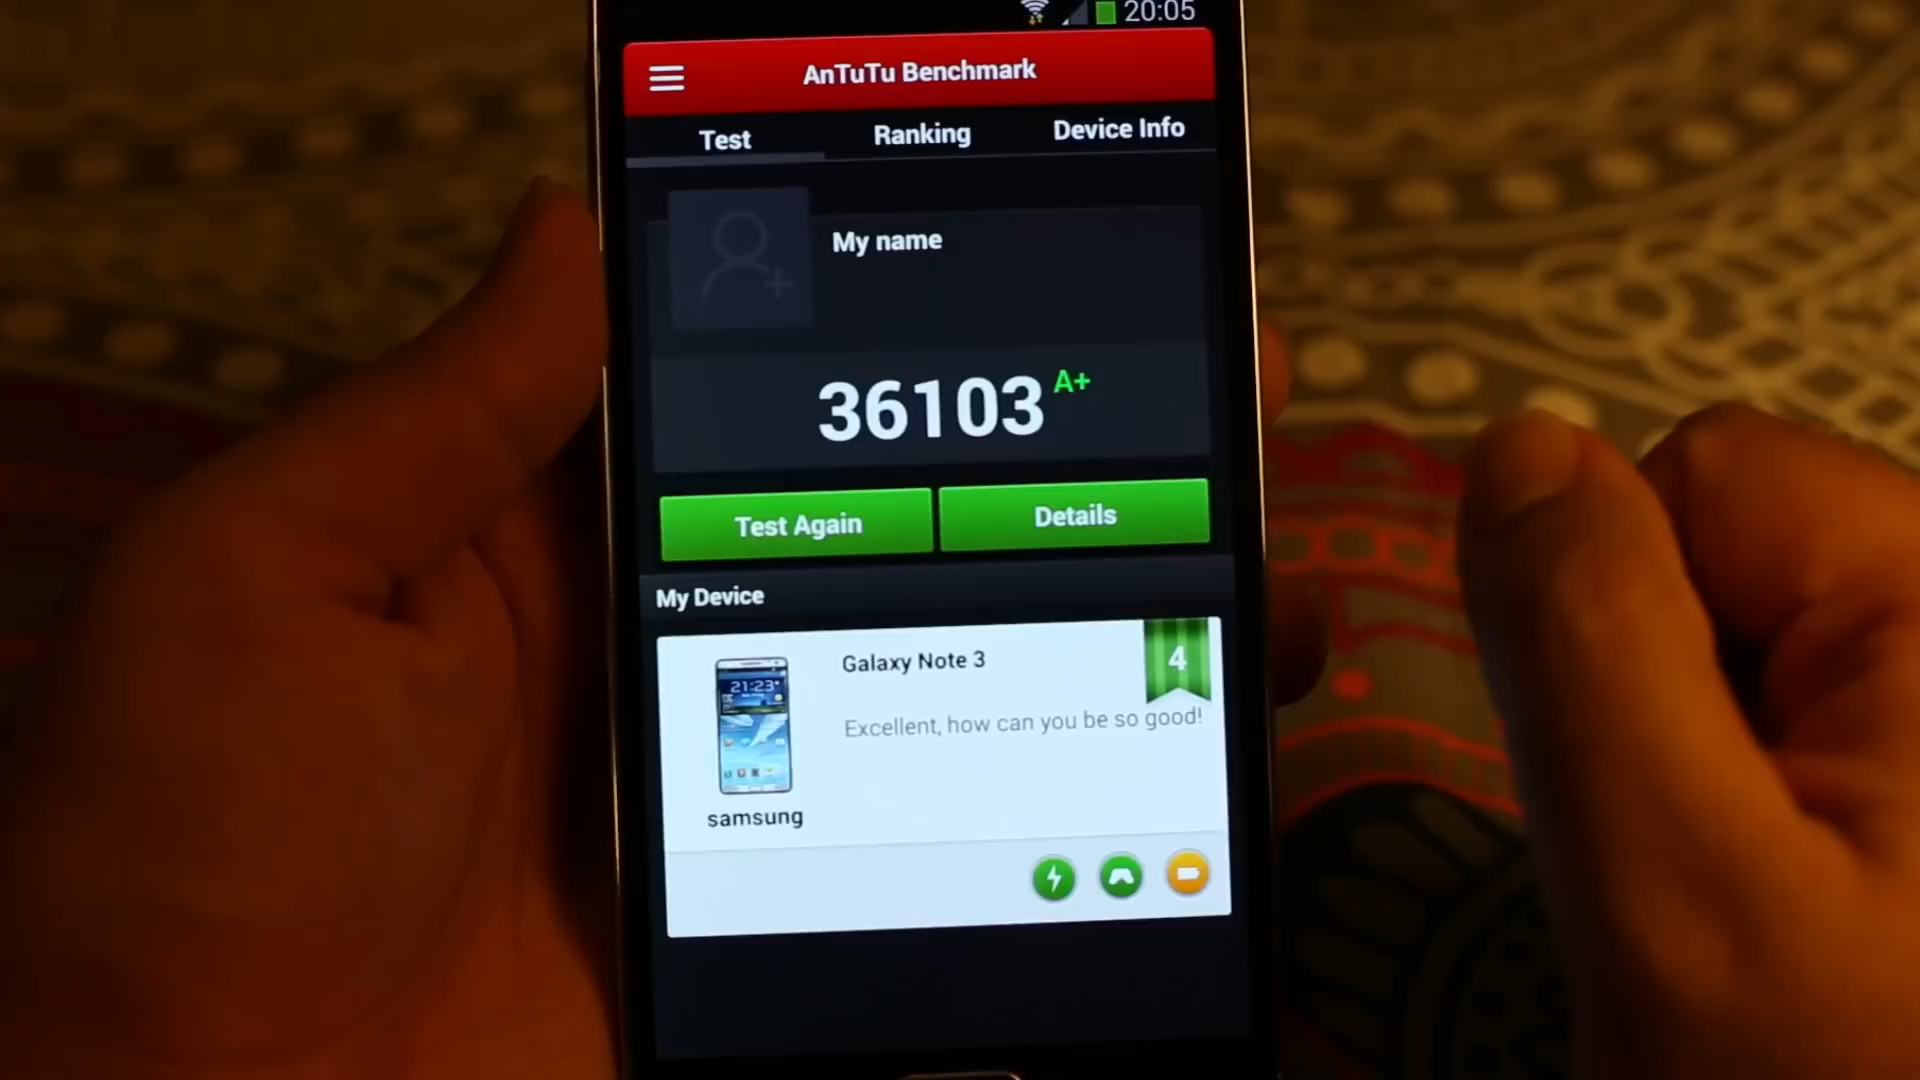 20:05
AnTuTu Benchmark
Test Ranking Device Info
My name
36103 A+
Test Again Details
My Device
Galaxy Note 3
4
Excellent, how can you be so good!
21:23
samsung